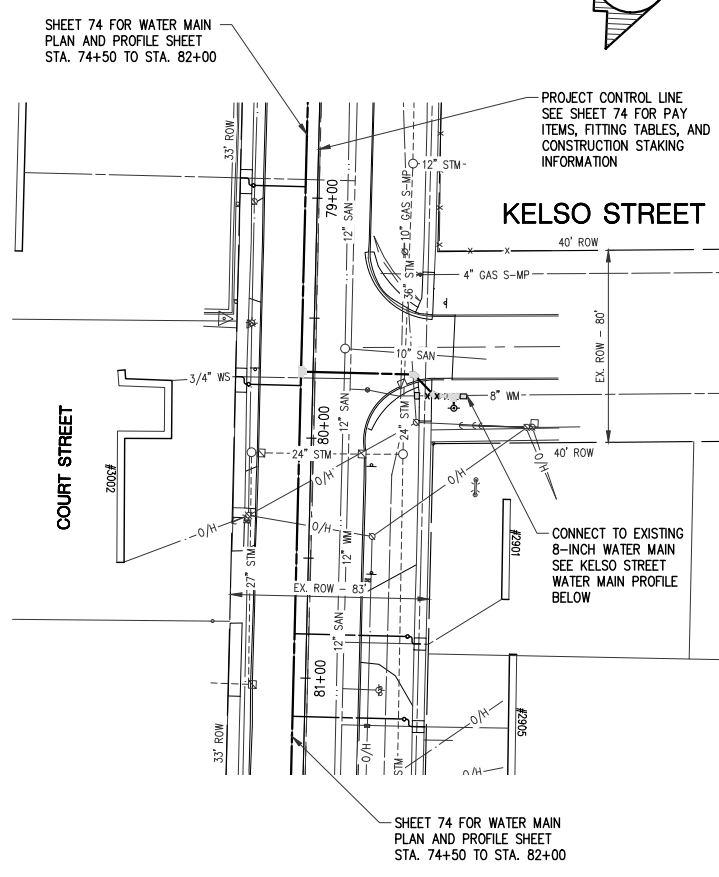 SHEET 74 FOR WATER MAIN
PLAN AND PROFILE SHEET
STA. 74+50 TO STA. 82+00
PROJECT CONTROL LINE
SEE SHEET 74 FOR PAY
ITEMS, FITTING TABLES, AND
CONSTRUCTION STAKING
INFORMATION
33' ROW
12" STM
79+00
12" SAN
10" GAS S-MP
KELSO STREET
40' ROW
4" GAS S-MP
36" STM
EX. ROW - 80'
10" SAN
3/4" WS
8" WM
COURT STREET
#3002
80+00
12" SAN
24" STM
24" STM
40' ROW
O/H
O/H
O/H
O/H
O/H
CONNECT TO EXISTING
8-INCH WATER MAIN
SEE KELSO STREET
WATER MAIN PROFILE
BELOW
#2901
27" STM
12" WM
EX. ROW - 83'
12" SAN
81+00
#2905
33' ROW
O/H
O/H
O/H
STM
SHEET 74 FOR WATER MAIN
PLAN AND PROFILE SHEET
STA. 74+50 TO STA. 82+00